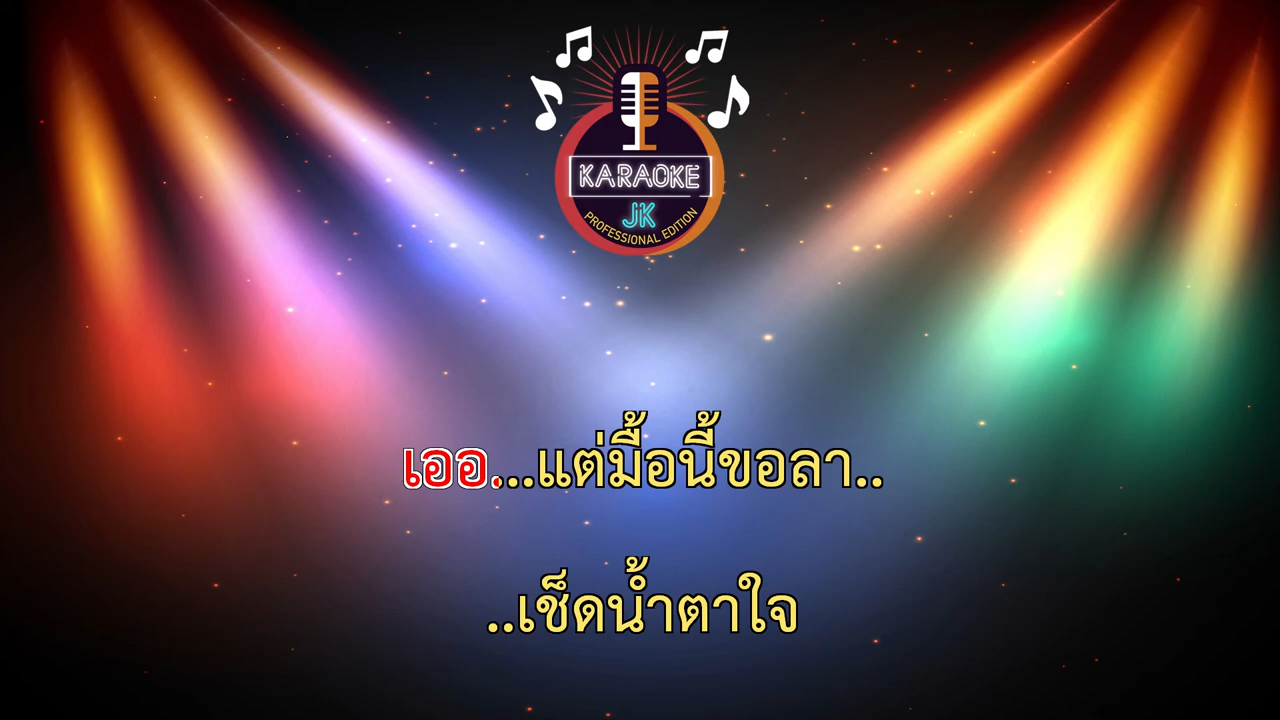 KARAOKE
JK
PROFESSIONAL EDITION
เออ....แต่มื้อนี้ขอลา..
..เช็ดน้ำตาใจ